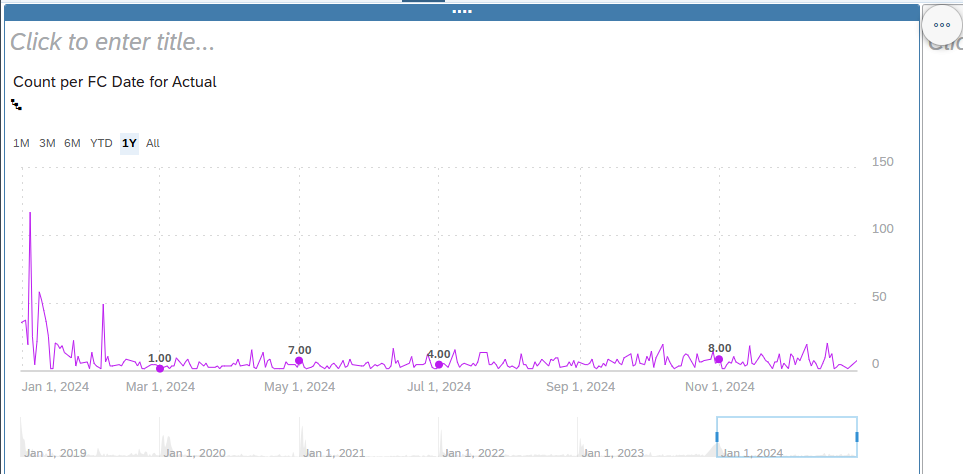 Click to enter title...
Count per FC Date for Actual
1M 3M 6M YTD 1Y All
150
100
50
0
1.00 7.00 4.00 8.00
Jan 1, 2024 Mar 1, 2024 May 1, 2024 Jul 1, 2024 Sep 1, 2024 Nov 1, 2024
Jan 1, 2019 Jan 1, 2020 Jan 1, 2021 Jan 1, 2022 Jan 1, 2023 Jan 1, 2024